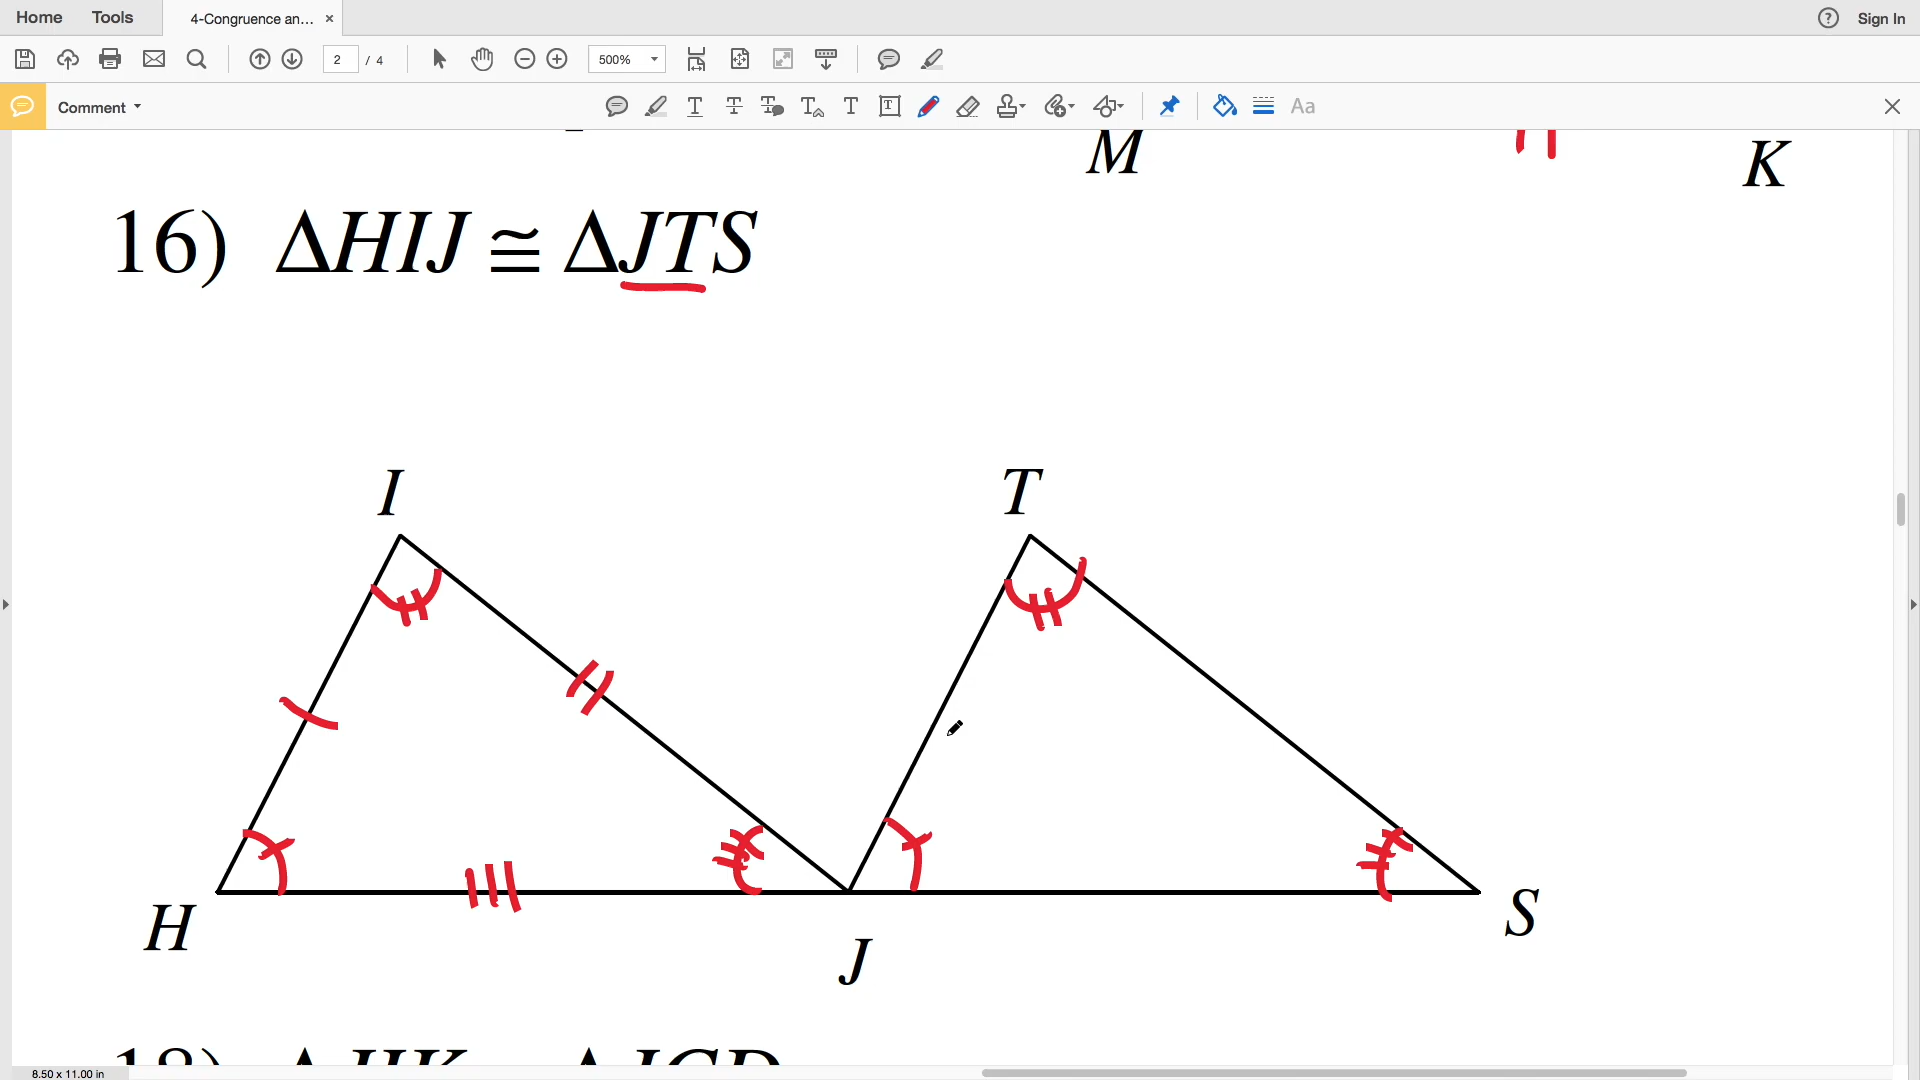 Home Tools 4-Congruence an... × ? Sign In
2 / 4 500%
Comment Aa
M
K
16) ΔHIJ ≅ ΔJTS
I T
H J S
8.50 x 11.00 in